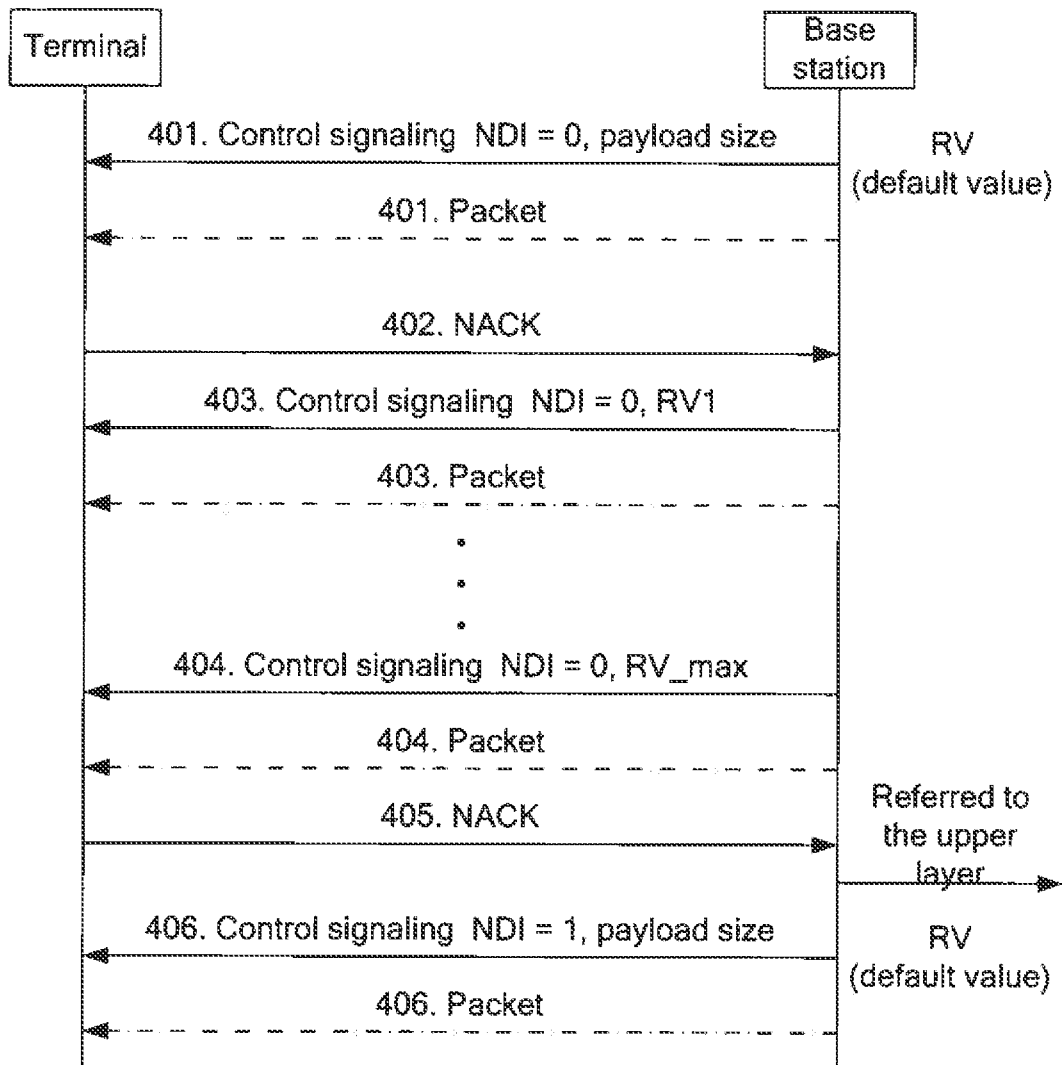 Terminal
Base
station
401. Control signaling NDI = 0, payload size
RV
(default value)
401. Packet
402. NACK
403. Control signaling NDI = 0, RV1
403. Packet
404. Control signaling NDI = 0, RV_max
404. Packet
405. NACK
Referred to
the upper
layer
406. Control signaling NDI = 1, payload size
RV
(default value)
406. Packet